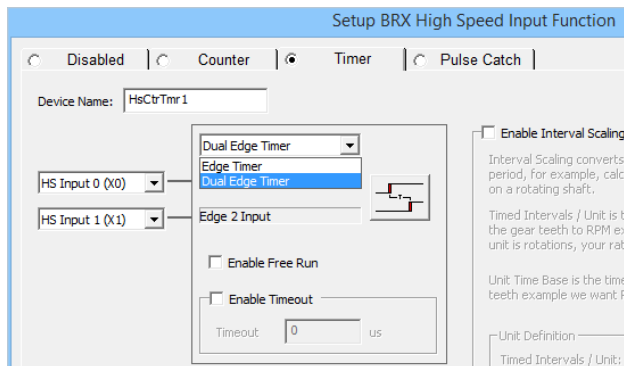 Setup BRX High Speed Input Function
Disabled
Counter
Timer
Pulse Catch
Device Name:
HsCtrTmr1
Dual Edge Timer
Edge Timer
Dual Edge Timer
HS Input 0 (X0)
HS Input 1 (X1)
Edge 2 Input
Enable Free Run
Enable Timeout
Timeout
0
us
Enable Interval Scaling
Interval Scaling converts
period, for example, calc
on a rotating shaft.
Timed Intervals / Unit is t
the gear teeth to RPM ex
unit is rotations, your rat
Unit Time Base is the time
teeth example we want R
Unit Definition
Timed Intervals / Unit: